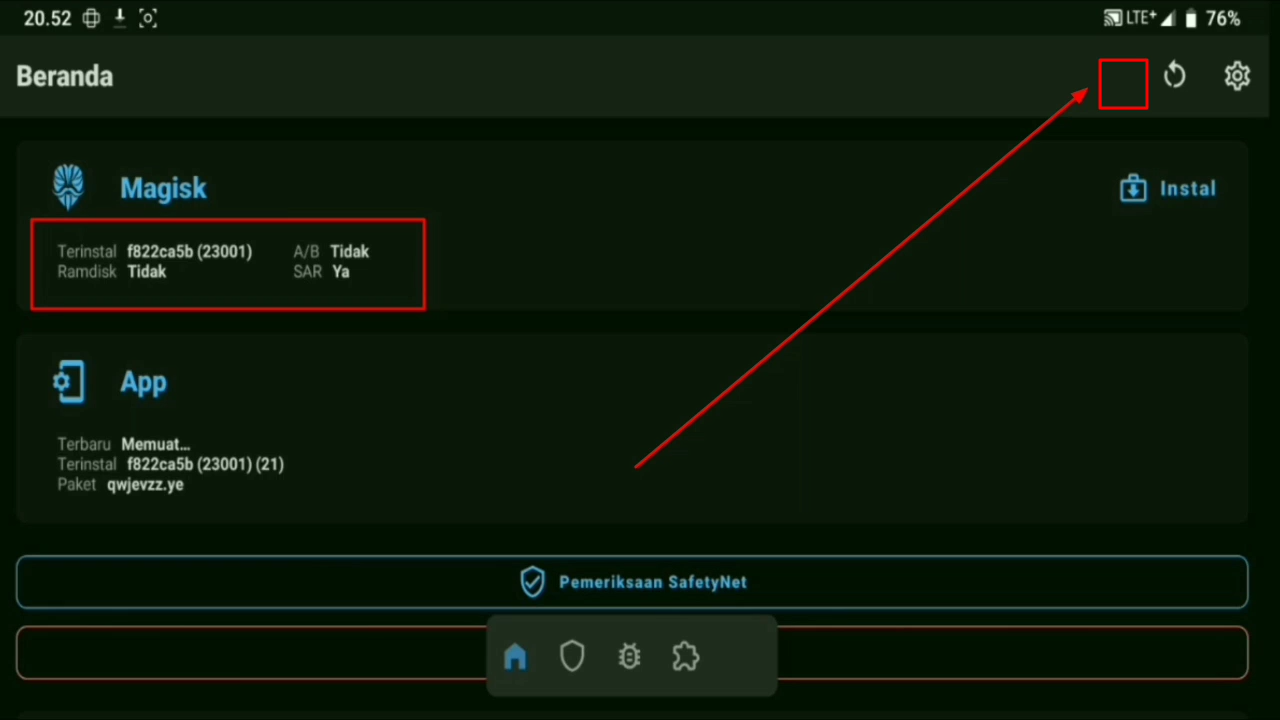 20.52 LTE+ 76%
Beranda
Magisk
Instal
Terinstal f822ca5b (23001) A/B Tidak
Ramdisk Tidak SAR Ya
App
Terbaru Memuat...
Terinstal f822ca5b (23001) (21)
Paket qwjevzz.ye
Pemeriksaan SafetyNet